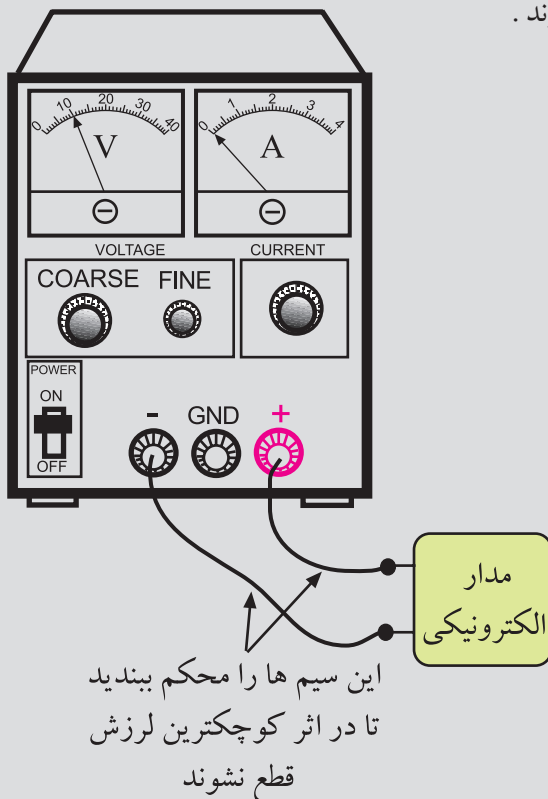 وند .
0 10 20 30 40
V
0 1 2 3 4
A
VOLTAGE
CURRENT
COARSE FINE
POWER
ON
OFF
- GND +
مدار
الکترونیکی
این سیم ها را محکم ببندید
تا در اثر کوچکترین لرزش
قطع نشوند